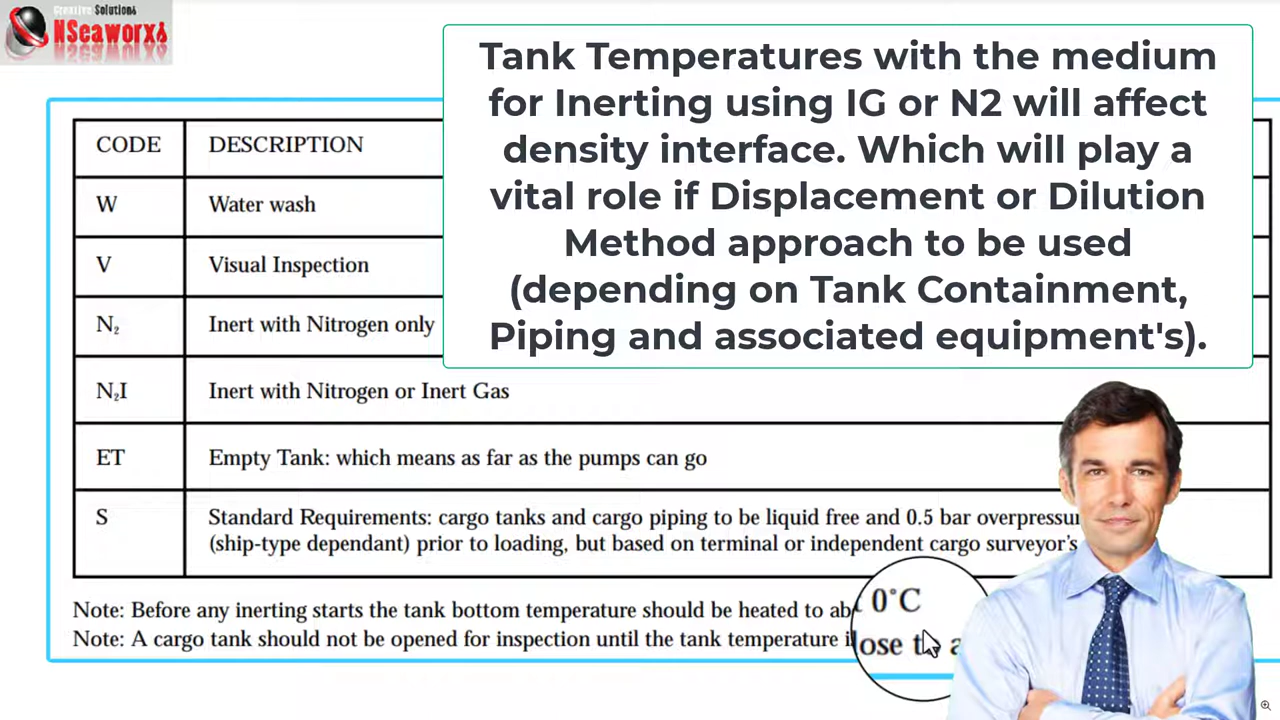 Creative Solutions
NSeaworxs
Tank Temperatures with the medium
for Inerting using IG or N2 will affect
density interface. Which will play a
vital role if Displacement or Dilution
Method approach to be used
(depending on Tank Containment,
Piping and associated equipment's).
CODE DESCRIPTION
W Water wash
V Visual Inspection
N₂ Inert with Nitrogen only
N₂I Inert with Nitrogen or Inert Gas
ET Empty Tank: which means as far as the pumps can go
S Standard Requirements: cargo tanks and cargo piping to be liquid free and 0.5 bar
(ship-type dependant) prior to loading, but based on terminal or independent cargo surveyor's
Note: Before any inerting starts the tank bottom temperature should be heated to 0°C
Note: A cargo tank should not be opened for inspection until the tank temperature